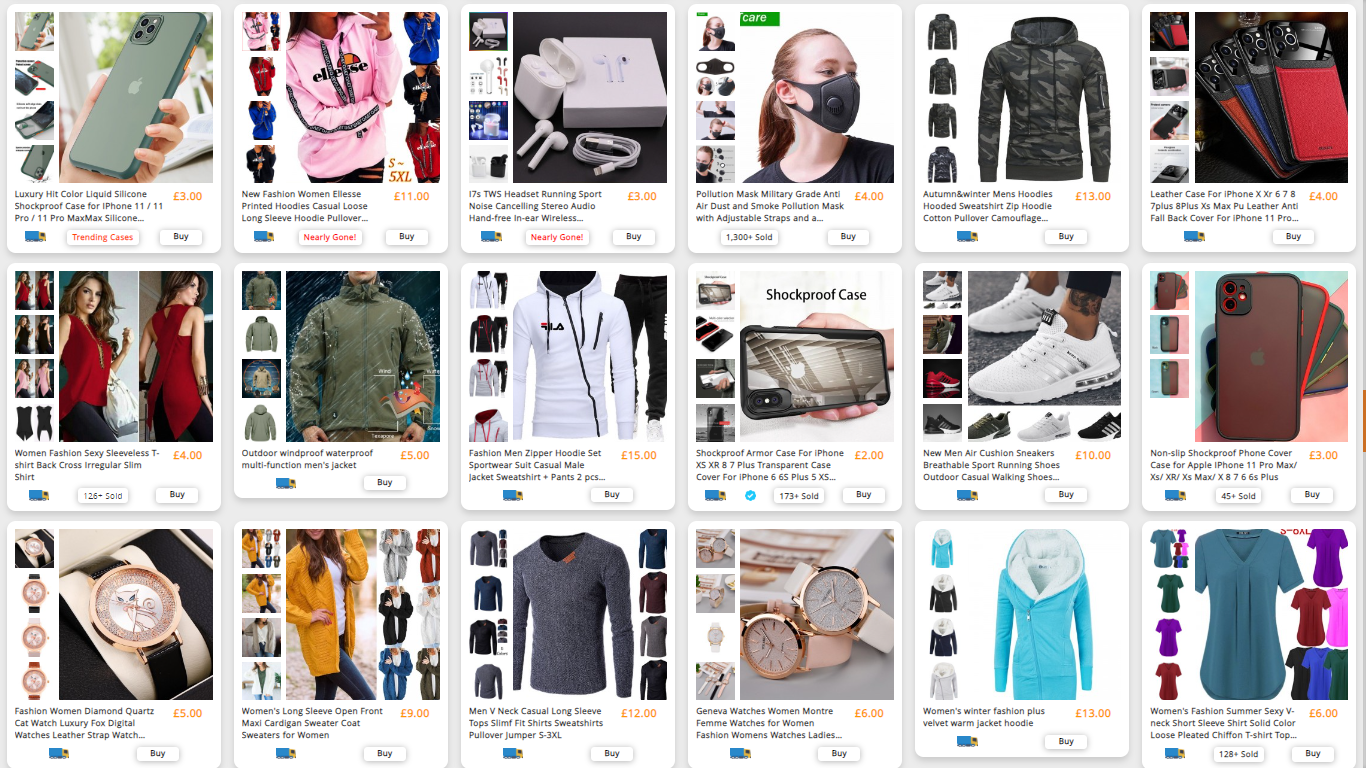 Luxury Hit Color Liquid Silicone
Shockproof Case for iPhone 11 / 11
Pro / 11 Pro MaxMax Silicone...
£3.00
Trending Cases
Buy
ellesse
S ~
5XL
New Fashion Women Ellesse
Printed Hoodies Casual Loose
Long Sleeve Hoodie Pullover...
£11.00
Nearly Gone!
Buy
I7s TWS Headset Running Sport
Noise Cancelling Stereo Audio
Hand-free In-ear Wireless...
£3.00
Nearly Gone!
Buy
care
Pollution Mask Military Grade Anti
Air Dust and Smoke Pollution Mask
with Adjustable Straps and a...
£4.00
1,300+ Sold
Buy
Autumn&winter Mens Hoodies
Hooded Sweatshirt Zip Hoodie
Cotton Pullover Camouflage...
£13.00
Buy
Leather Case For iPhone X Xr 6 7 8
7plus 8Plus Xs Max Pu Leather Anti
Fall Back Cover For iPhone 11 Pro...
£4.00
Buy
Women Fashion Sexy Sleeveless T-
shirt Back Cross Irregular Slim
Shirt
£4.00
126+ Sold
Buy
Outdoor windproof waterproof
multi-function men's jacket
£5.00
Buy
FILA
Fashion Men Zipper Hoodie Set
Sportwear Suit Casual Male
Jacket Sweatshirt + Pants 2 pcs...
£15.00
Buy
Shockproof Case
Shockproof Armor Case For iPhone
XS XR 8 7 Plus Transparent Case
Cover For iPhone 6 6S Plus 5 XS...
£2.00
173+ Sold
Buy
New Men Air Cushion Sneakers
Breathable Sport Running Shoes
Outdoor Casual Walking Shoes...
£10.00
Buy
Non-slip Shockproof Phone Cover
Case for Apple IPhone 11 Pro Max/
Xs/ XR/ Xs Max/ X 8 7 6 6s Plus
£3.00
45+ Sold
Buy
Fashion Women Diamond Quartz
Cat Watch Luxury Fox Digital
Watches Leather Strap Watch...
£5.00
Buy
Women's Long Sleeve Open Front
Maxi Cardigan Sweater Coat
Sweaters for Women
£9.00
Buy
Men V Neck Casual Long Sleeve
Tops Slimf Fit Shirts Sweatshirts
Pullover Jumper S-3XL
£12.00
Buy
Geneva Watches Women Montre
Femme Watches for Women
Fashion Womens Watches Ladies...
£6.00
Buy
Women's winter fashion plus
velvet warm jacket hoodie
£13.00
Buy
Women's Fashion Summer Sexy V-
neck Short Sleeve Shirt Solid Color
Loose Pleated Chiffon T-shirt Top...
£6.00
128+ Sold
Buy